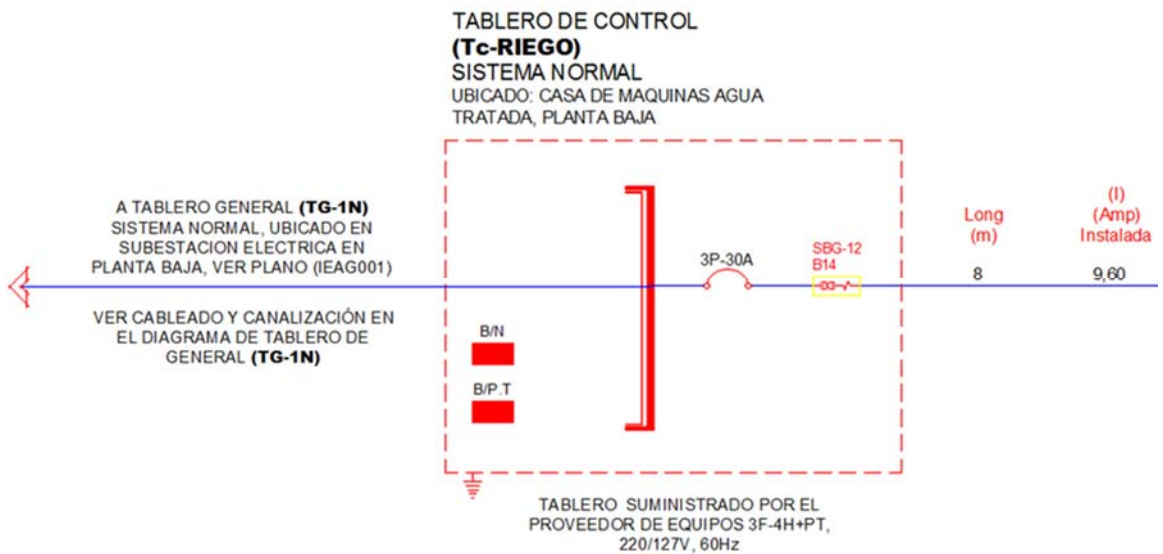 TABLERO DE CONTROL
(Tc-RIEGO)
SISTEMA NORMAL
UBICADO: CASA DE MAQUINAS AGUA
TRATADA, PLANTA BAJA
A TABLERO GENERAL (TG-1N)
SISTEMA NORMAL, UBICADO EN
SUBESTACION ELECTRICA EN
PLANTA BAJA, VER PLANO (IEAG001)
VER CABLEADO Y CANALIZACIÓN EN
EL DIAGRAMA DE TABLERO DE
GENERAL (TG-1N)
B/N
B/P.T
3P-30A
SBG-12
B14
Long
(m)
8
(I)
(Amp)
Instalada
9,60
TABLERO SUMINISTRADO POR EL
PROVEEDOR DE EQUIPOS 3F-4H+PT,
220/127V, 60Hz